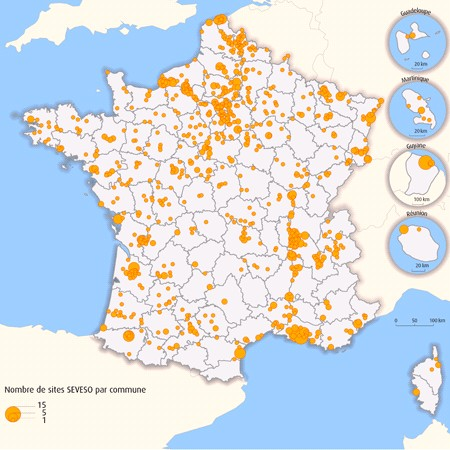 Guadeloupe
20 km
Martinique
20 km
Guyane
100 km
Réunion
20 km
0 50 100 km
Nombre de sites SEVESO par commune
15
5
1